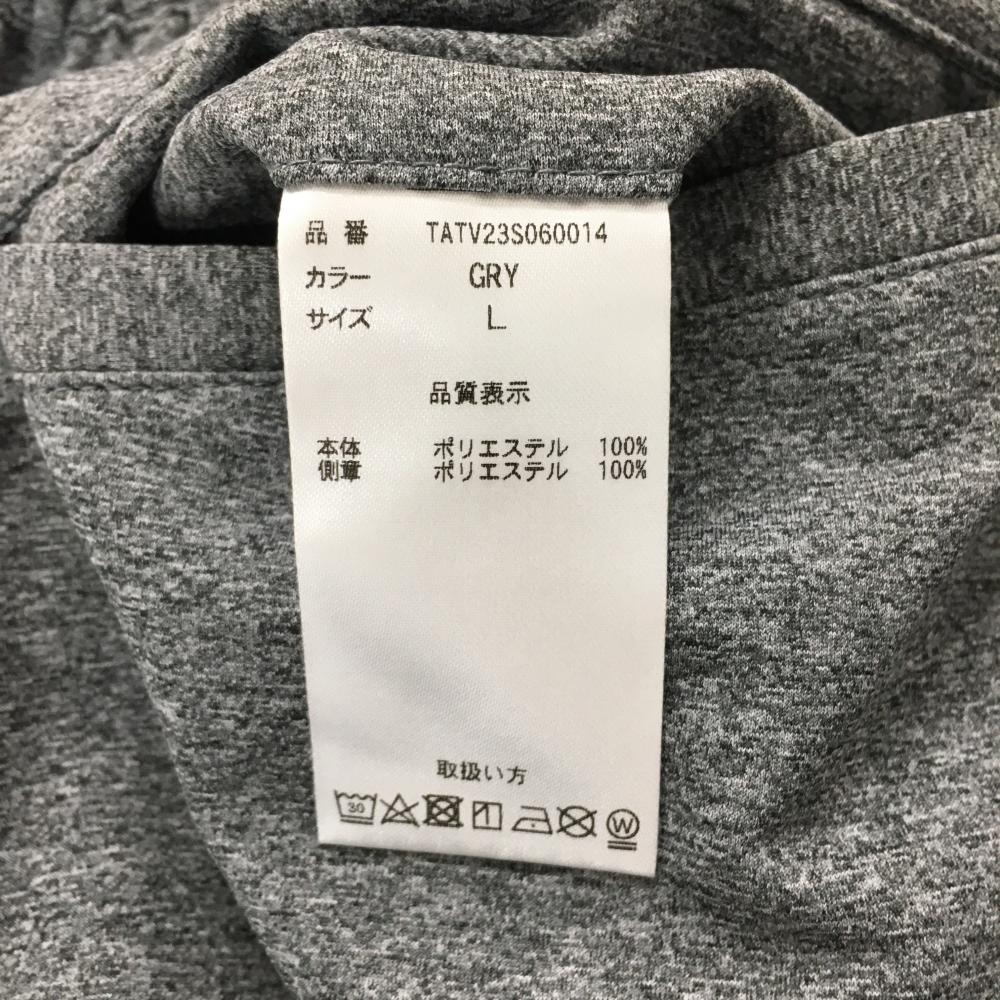 品番 TATV23S060014
カラー GRY
サイズ L
品質表示
本体 ポリエステル 100%
側章 ポリエステル 100%
取扱い方
30 W